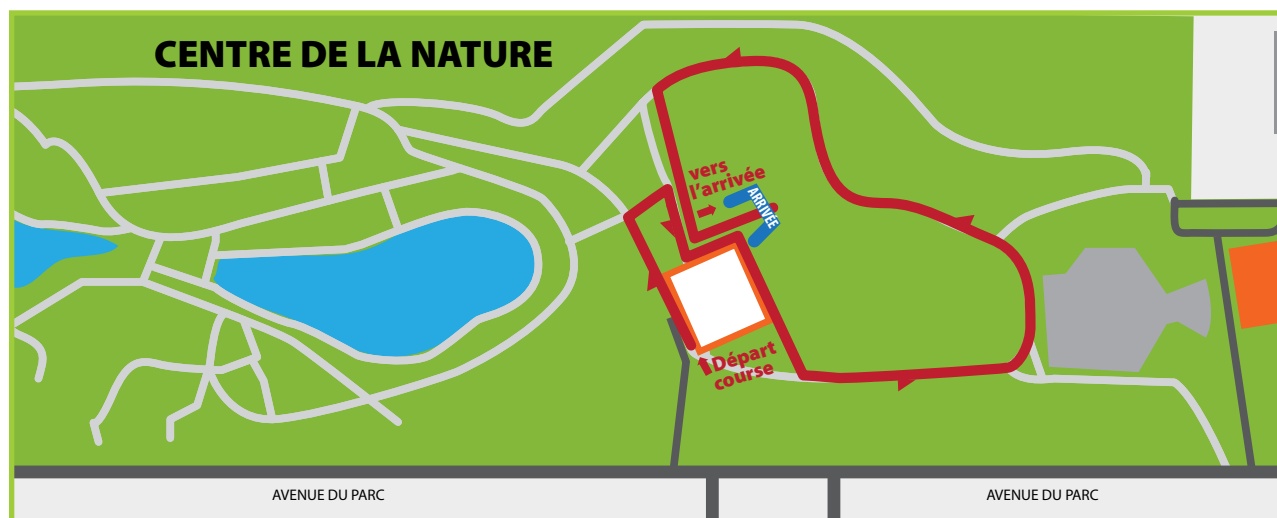 CENTRE DE LA NATURE
vers
l'arrivée
ARRIVÉE
Départ
course
AVENUE DU PARC
AVENUE DU PARC